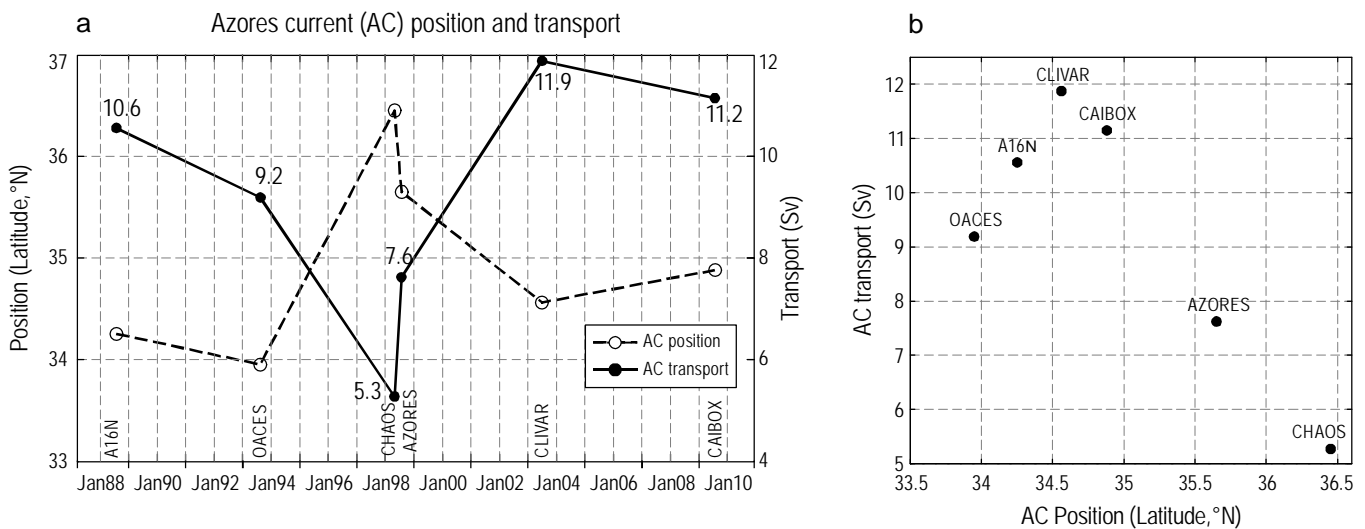 a
Azores current (AC) position and transport
37
36
35
34
33
Position (Latitude,°N)
12
10
8
6
4
Transport (Sv)
10.6
9.2
5.3
7.6
11.9
11.2
AC position
AC transport
A16N
OACES
CHAOS
AZORES
CLIVAR
CAIBOX
Jan88 Jan90 Jan92 Jan94 Jan96 Jan98 Jan00 Jan02 Jan04 Jan06 Jan08 Jan10
b
12
11
10
9
8
7
6
5
AC transport (Sv)
CLIVAR
CAIBOX
A16N
OACES
AZORES
CHAOS
33.5 34 34.5 35 35.5 36 36.5
AC Position (Latitude,°N)